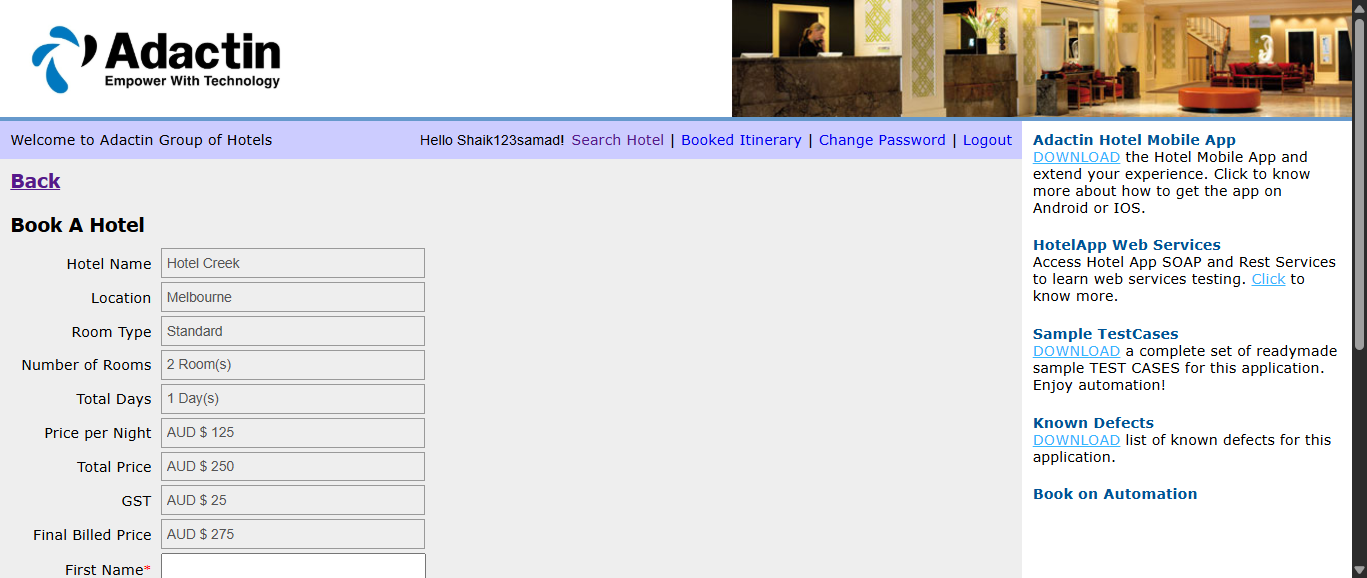 Adactin
Empower With Technology
Welcome to Adactin Group of Hotels
Hello Shaik123samad! Search Hotel | Booked Itinerary | Change Password | Logout
Back
Book A Hotel
Hotel Name Hotel Creek
Location Melbourne
Room Type Standard
Number of Rooms 2 Room(s)
Total Days 1 Day(s)
Price per Night AUD $ 125
Total Price AUD $ 250
GST AUD $ 25
Final Billed Price AUD $ 275
First Name*
Adactin Hotel Mobile App
DOWNLOAD the Hotel Mobile App and
extend your experience. Click to know
more about how to get the app on
Android or IOS.
HotelApp Web Services
Access Hotel App SOAP and Rest Services
to learn web services testing. Click to
know more.
Sample TestCases
DOWNLOAD a complete set of readymade
sample TEST CASES for this application.
Enjoy automation!
Known Defects
DOWNLOAD list of known defects for this
application.
Book on Automation